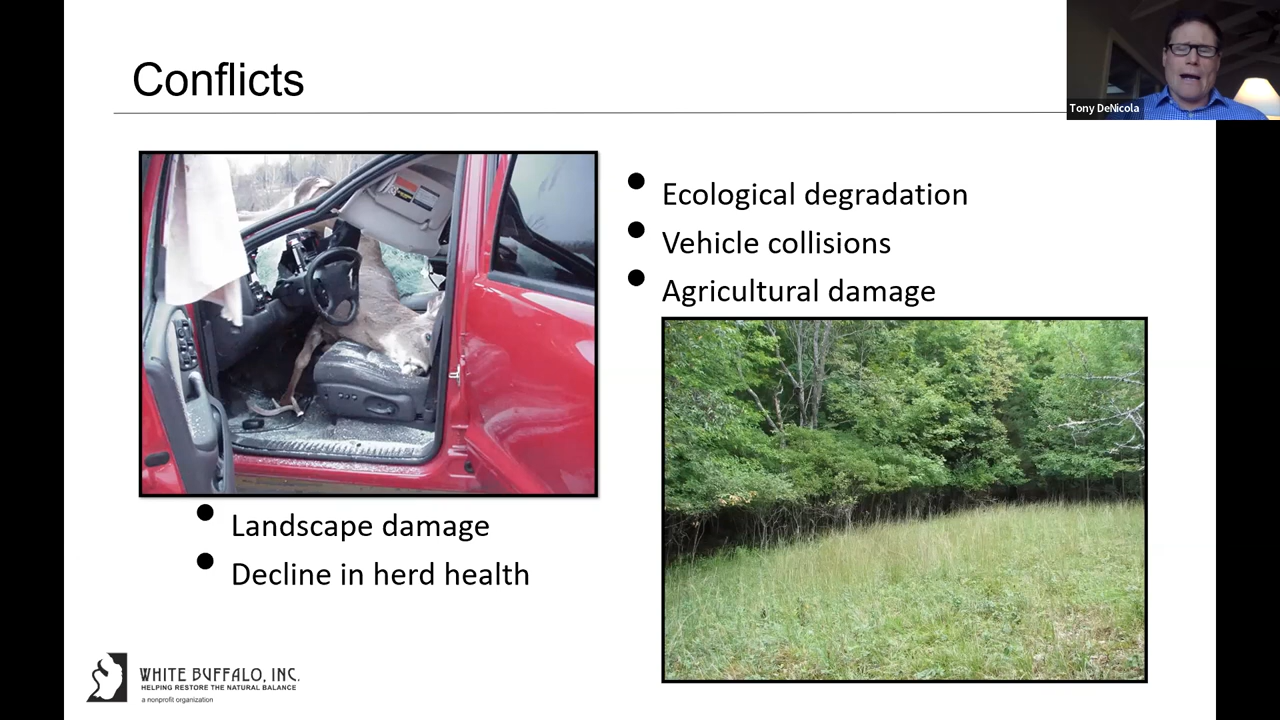 Conflicts
Tony DeNicola
• Ecological degradation
• Vehicle collisions
• Agricultural damage
• Landscape damage
• Decline in herd health
WHITE BUFFALO, INC.
HELPING RESTORE THE NATURAL BALANCE
a nonprofit organization